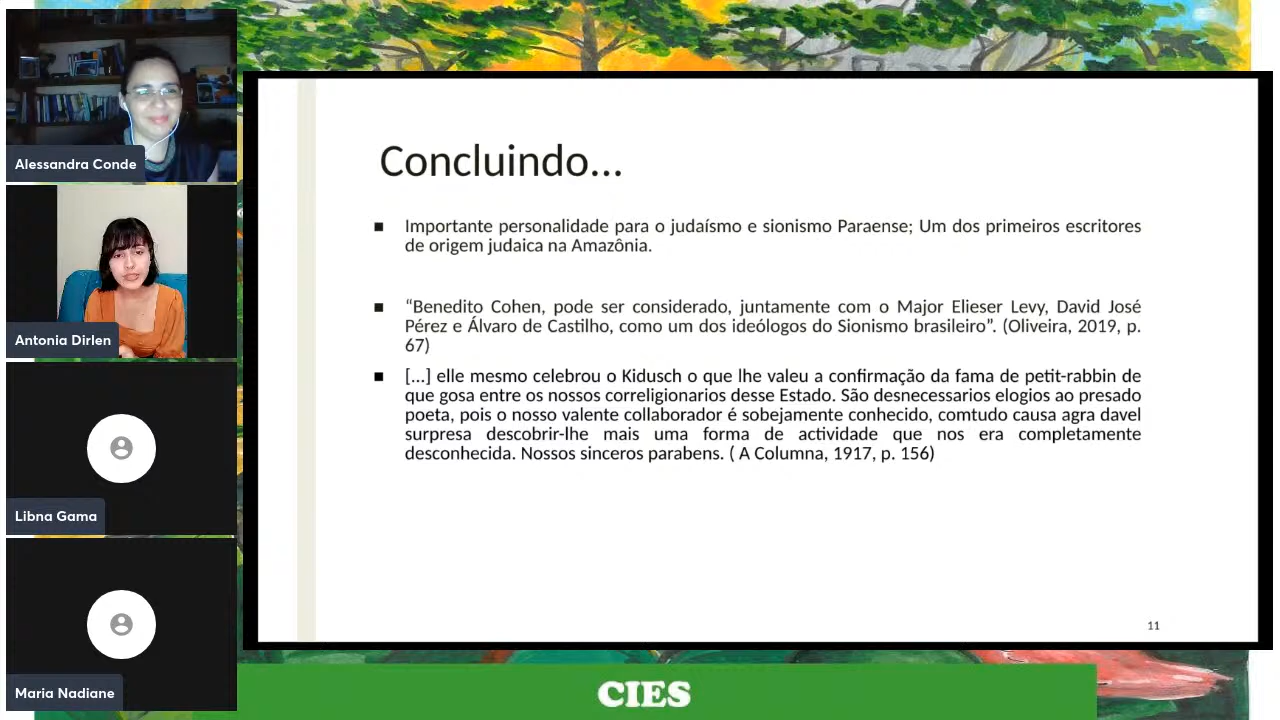 Alessandra Conde
Antonia Dirlen
Libna Gama
Maria Nadiane
Concluindo...
▪ Importante personalidade para o judaísmo e sionismo Paraense; Um dos primeiros escritores
de origem judaica na Amazônia.
▪ “Benedito Cohen, pode ser considerado, juntamente com o Major Elieser Levy, David José
Pérez e Álvaro de Castilho, como um dos ideólogos do Sionismo brasileiro”. (Oliveira, 2019, p.
67)
▪ [...] elle mesmo celebrou o Kidusch o que lhe valeu a confirmação da fama de petit-rabbin de
que gosa entre os nossos correligionarios desse Estado. São desnecessarios elogios ao presado
poeta, pois o nosso valente collaborador é sobejamente conhecido, comtudo causa agra davel
surpresa descobrir-lhe mais uma forma de actividade que nos era completamente
desconhecida. Nossos sinceros parabens. ( A Columna, 1917, p. 156)
11
CIES